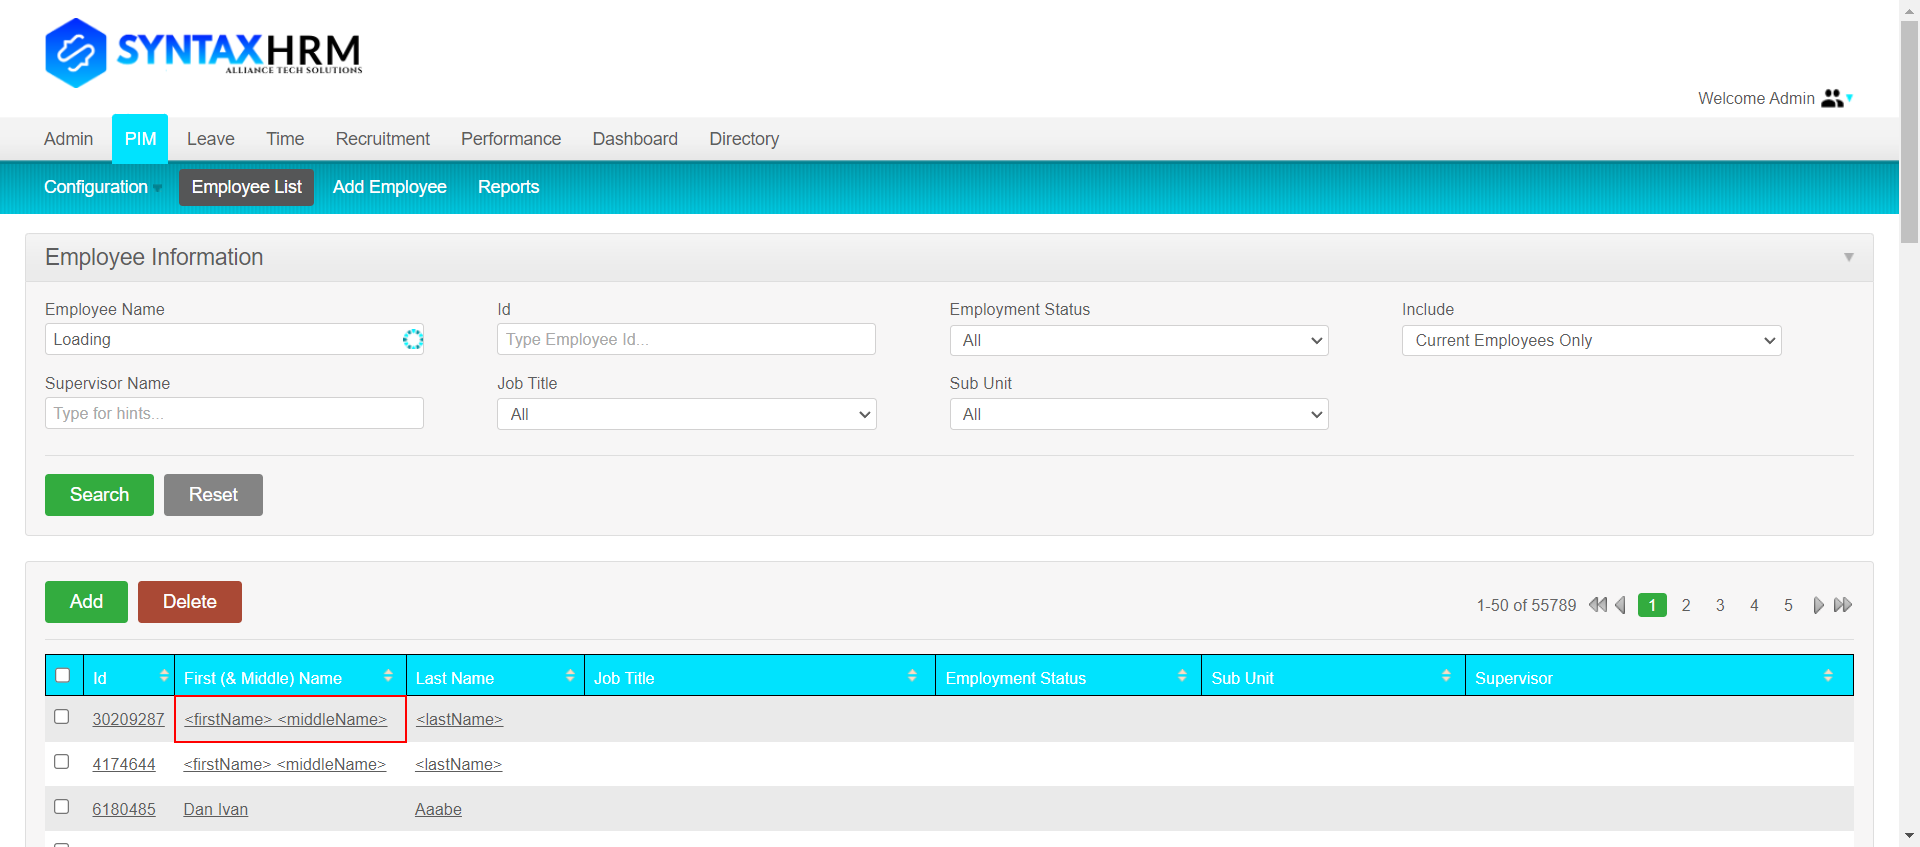 SYNTAXHRM
ALLIANCE TECH SOLUTIONS
Welcome Admin
Admin PIM Leave Time Recruitment Performance Dashboard Directory
Configuration Employee List Add Employee Reports
Employee Information
Employee Name Id Employment Status Include
Loading Type Employee Id... All Current Employees Only
Supervisor Name Job Title Sub Unit
Type for hints... All All
Search Reset
Add Delete
1-50 of 55789 1 2 3 4 5
Id First (& Middle) Name Last Name Job Title Employment Status Sub Unit Supervisor
30209287 <firstName> <middleName> <lastName>
4174644 <firstName> <middleName> <lastName>
6180485 Dan Ivan Aaabe